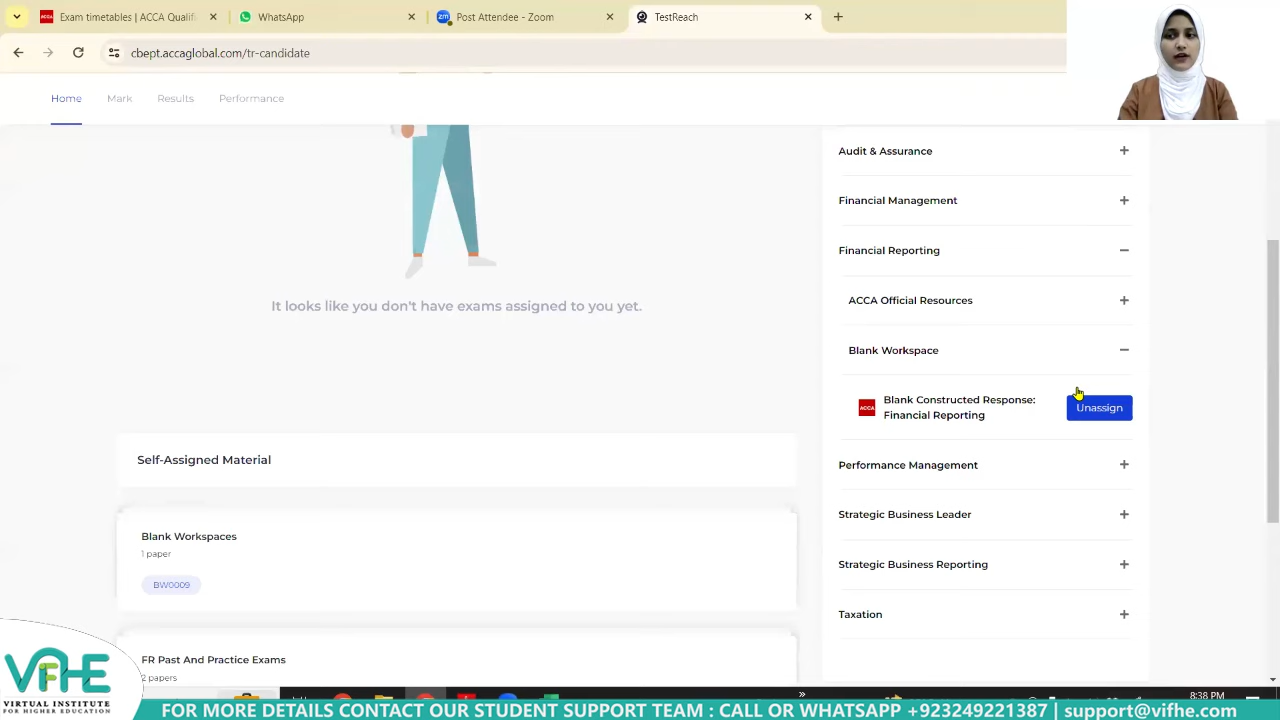 Exam timetables | ACCA Qualifi
WhatsApp
Post Attendee - Zoom
TestReach
cbept.accaglobal.com/tr-candidate
Home
Mark
Results
Performance
It looks like you don't have exams assigned to you yet.
Self-Assigned Material
Blank Workspaces
1 paper
BW0009
FR Past And Practice Exams
2 papers
Audit & Assurance
Financial Management
Financial Reporting
ACCA Official Resources
Blank Workspace
ACCA
Blank Constructed Response:
Financial Reporting
Unassign
Performance Management
Strategic Business Leader
Strategic Business Reporting
Taxation
8:38 PM
VIFHE
VIRTUAL INSTITUTE
FOR HIGHER EDUCATION
FOR MORE DETAILS CONTACT OUR STUDENT SUPPORT TEAM : CALL OR WHATSAPP +923249221387 | support@vifhe.com